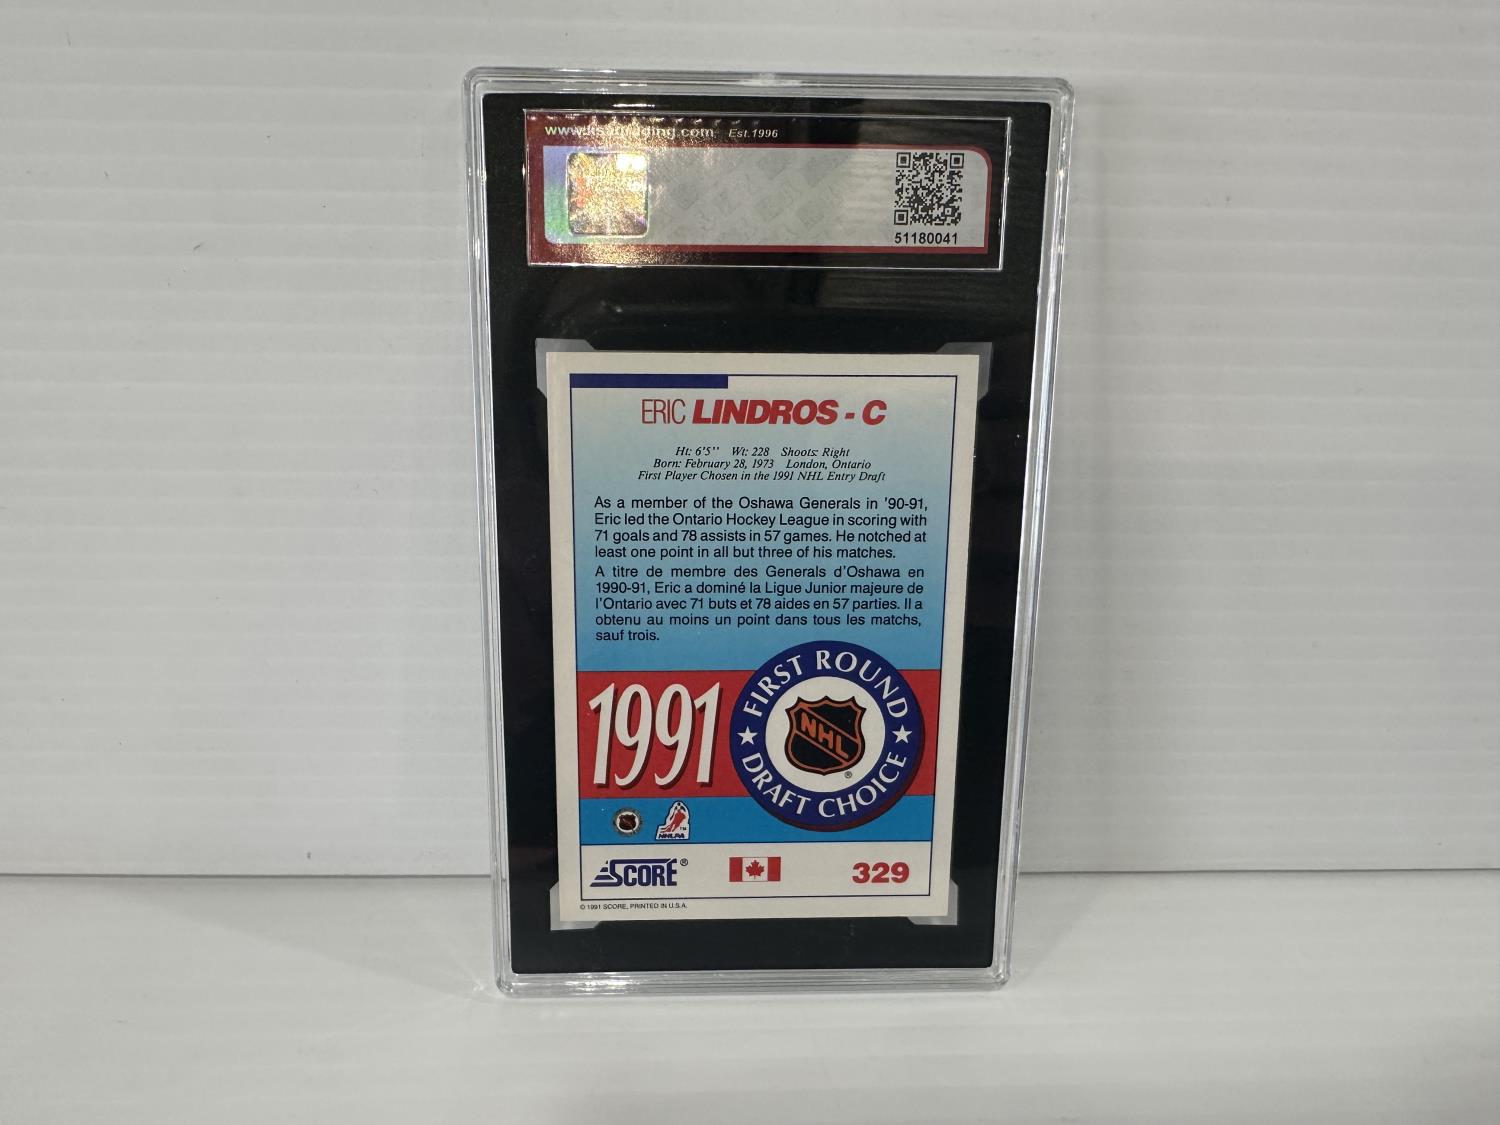 Est.1996
51180041
ERIC LINDROS - C
Ht: 6'5'' Wt: 228 Shoots: Right
Born: February 28, 1973 London, Ontario
First Player Chosen in the 1991 NHL Entry Draft
As a member of the Oshawa Generals in '90-91,
Eric led the Ontario Hockey League in scoring with
71 goals and 78 assists in 57 games. He notched at
least one point in all but three of his matches.
A titre de membre des Generals d'Oshawa en
1990-91, Eric a dominé la Ligue Junior majeure de
l'Ontario avec 71 buts et 78 aides en 57 parties. Il a
obtenu au moins un point dans tous les matchs,
sauf trois.
1991
FIRST ROUND
NHL
®
★ DRAFT CHOICE ★
NHLPA
TM
SCORE®
329
© 1991 SCORE, PRINTED IN U.S.A.